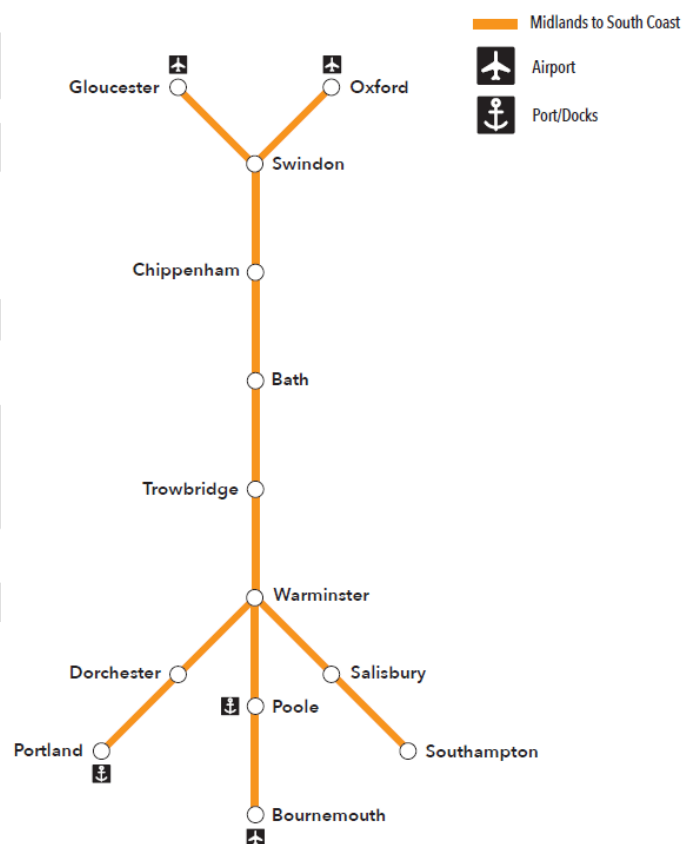 Midlands to South Coast
Airport
Port/Docks
Gloucester
Oxford
Swindon
Chippenham
Bath
Trowbridge
Warminster
Dorchester
Salisbury
Poole
Portland
Southampton
Bournemouth